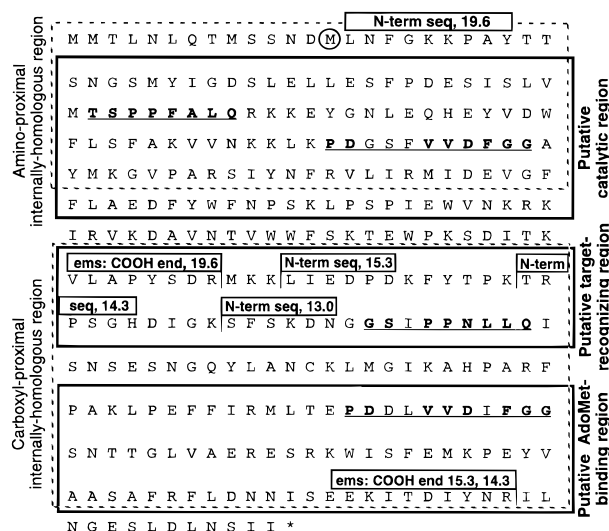 N-term seq, 19.6
M M T L N L Q T M S S N D M L N F G K K P A Y T T
S N G S M Y I G D S L E L L E S F P D E S I S L V
M T S P P F A L Q R K K E Y G N L E Q H E Y V D W
F L S F A K V V N K K L K P D G S F V V D F G G A
Y M K G V P A R S I Y N F R V L I R M I D E V G F
F L A E D F Y W F N P S K L P S P I E W V N K R K
I R V K D A V N T V W W F S K T E W P K S D I T K
ems: COOH end, 19.6 N-term seq, 15.3 N-term
V L A P Y S D R M K K L I E D P D K F Y T P K T R
seq, 14.3 N-term seq, 13.0
P S G H D I G K S F S K D N G G S I P P N L L Q I
S N S E S N G Q Y L A N C K L M G I K A H P A R F
P A K L P E F F I R M L T E P D D L V V D I F G G
S N T T G L V A E R E S R K W I S F E M K P E Y V
ems: COOH end 15.3, 14.3
A A S A F R F L D N N I S E E K I T D I Y N R I L
N G E S L D L N S I I *
Amino-proximal
internally-homologous region
Carboxyl-proximal
internally-homologous region
Putative
catalytic region
Putative target-
recognizing region
Putative AdoMet-
binding region